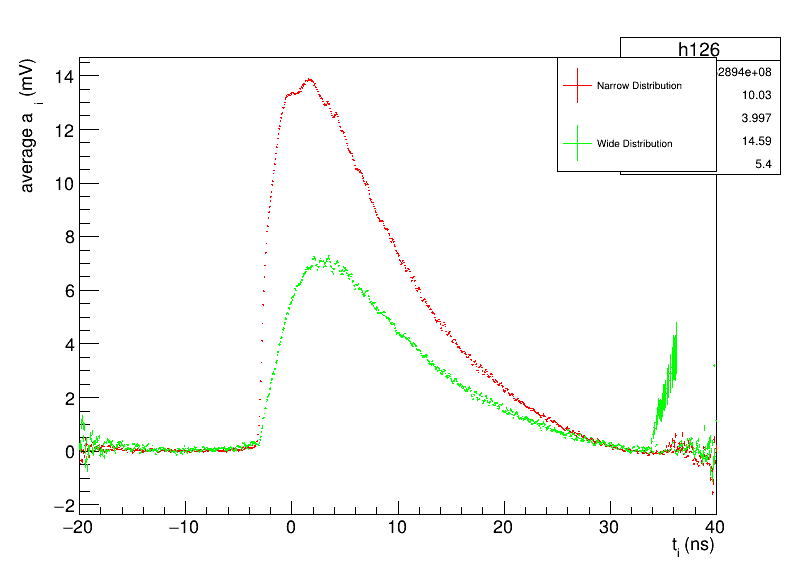 h126
2894e+08
10.03
3.997
14.59
5.4
Narrow Distribution
Wide Distribution
average a i (mV)
14
12
10
8
6
4
2
0
−2
−20 −10 0 10 20 30 40
ti (ns)